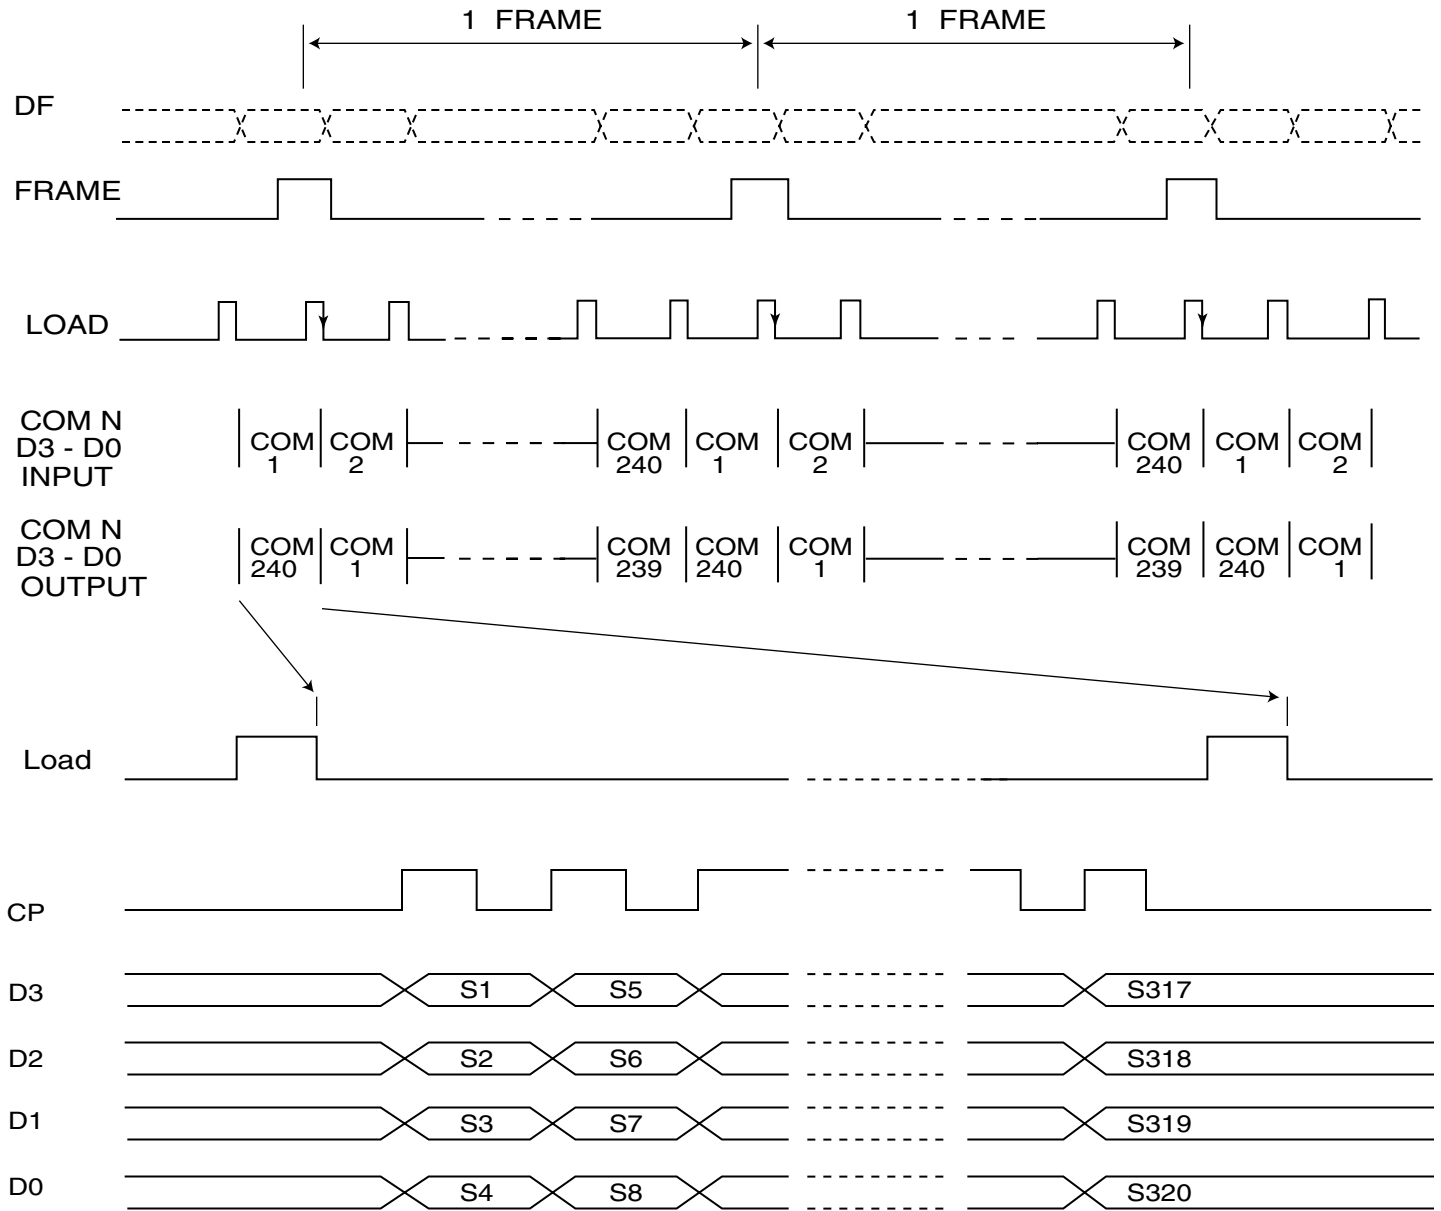 1 FRAME 1 FRAME
DF
FRAME
LOAD
COM N
D3 - D0
INPUT
COM 1 COM 2 COM 240 COM 1 COM 2 COM 240 COM 1 COM 2
COM N
D3 - D0
OUTPUT
COM 240 COM 1 COM 239 COM 240 COM 1 COM 239 COM 240 COM 1
Load
CP
D3 S1 S5 S317
D2 S2 S6 S318
D1 S3 S7 S319
D0 S4 S8 S320